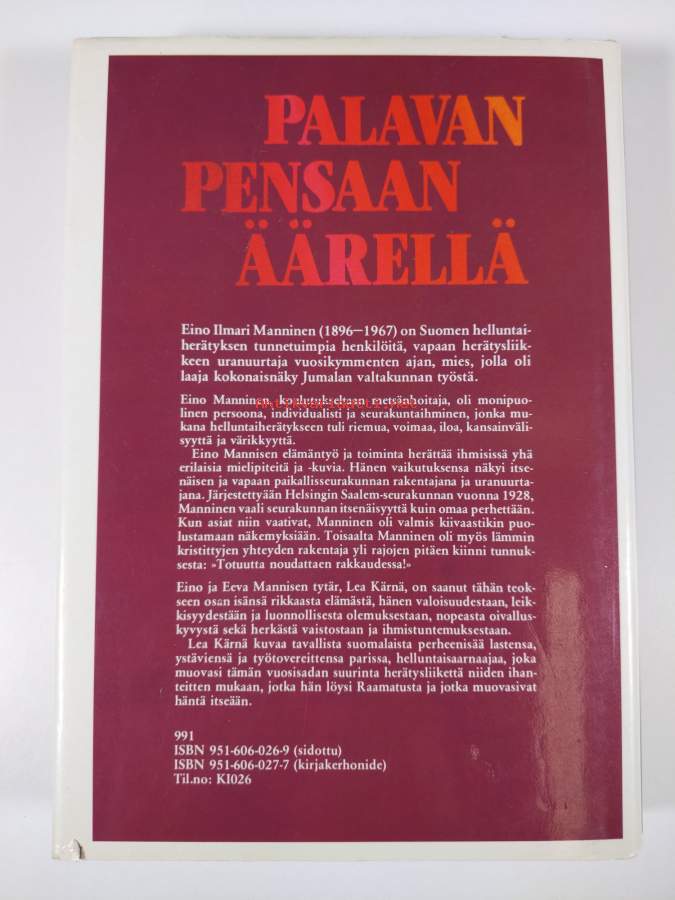 PALAVAN
PENSAAN
ÄÄRELLÄ
Eino Ilmari Manninen (1896—1967) on Suomen helluntai-
herätyksen tunnetuimpia henkilöitä, vapaan herätysliik-
keen uranuurtaja vuosikymmenten ajan, mies, jolla oli
laaja kokonaisnäky Jumalan valtakunnan työstä.
Eino Manninen, koulutukseltaan metsänhoitaja, oli monipuo-
Antikvariaatti.net
linen persoona, individualisti ja seurakuntaihminen, jonka mu-
kana helluntaiherätykseen tuli riemua, voimaa, iloa, kansainväli-
syyttä ja värikkyyttä.
Eino Mannisen elämäntyö ja toiminta herättää ihmisissä yhä
erilaisia mielipiteitä ja -kuvia. Hänen vaikutuksensa näkyi itse-
näisen ja vapaan paikallisseurakunnan rakentajana ja uranuurta-
jana. Järjestettyään Helsingin Saalem-seurakunnan vuonna 1928,
Manninen vaali seurakunnan itsenäisyyttä kuin omaa perhettään.
Kun asiat niin vaativat, Manninen oli valmis kiivaastikin puo-
lustamaan näkemyksiään. Toisaalta Manninen oli myös lämmin
kristittyjen yhteyden rakentaja yli rajojen pitäen kiinni tunnuk-
sesta: »Totuutta noudattaen rakkaudessa!»
Eino ja Eeva Mannisen tytär, Lea Kärnä, on saanut tähän teok-
seen osan isänsä rikkaasta elämästä, hänen valoisuudestaan, leik-
kisyydestään ja luonnollisesta olemuksestaan, nopeasta oivallus-
kyvystä sekä herkästä vaistostaan ja ihmistuntemuksestaan.
Lea Kärnä kuvaa tavallista suomalaista perheenisää lastensa,
ystäviensä ja työtovereittensa parissa, helluntaisaarnaajaa, joka
muovasi tämän vuosisadan suurinta herätysliikettä niiden ihan-
teitten mukaan, jotka hän löysi Raamatusta ja jotka muovasivat
häntä itseään.
991
ISBN 951-606-026-9 (sidottu)
ISBN 951-606-027-7 (kirjakerhonide)
Til.no: KI026